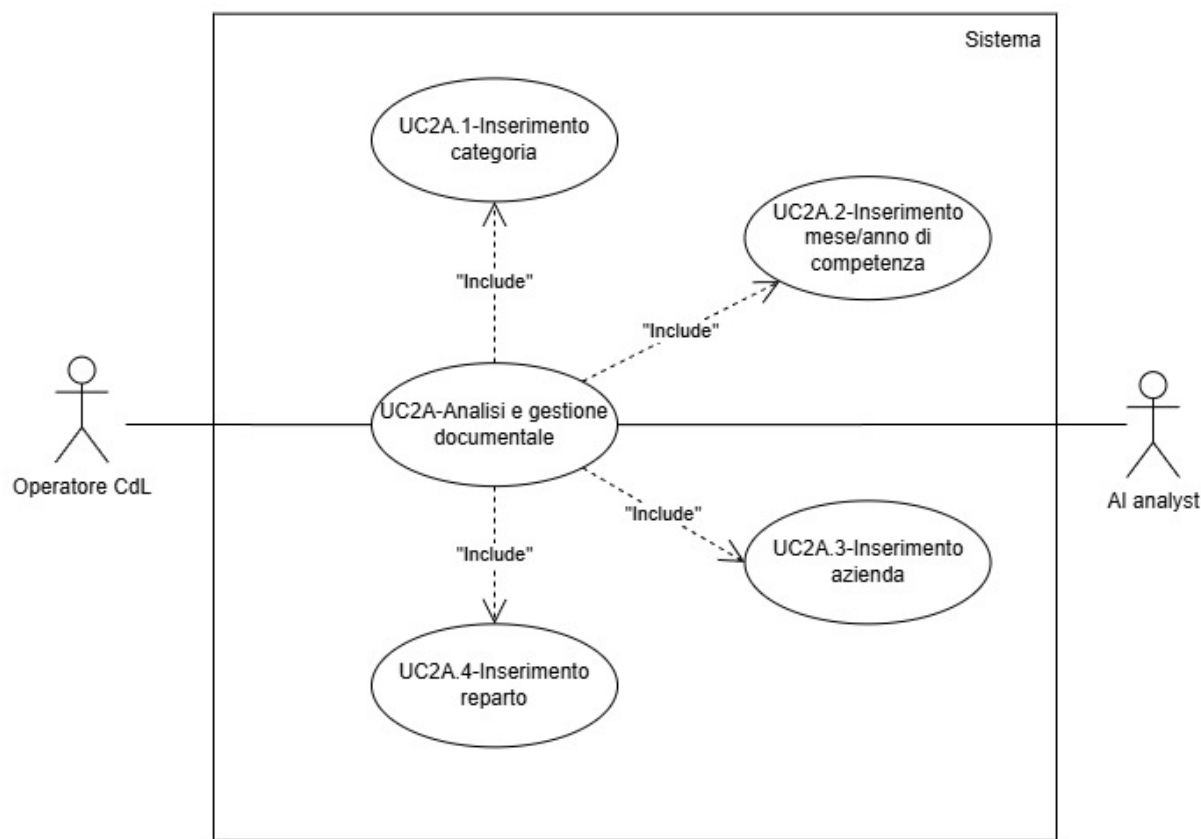 Sistema
UC2A.1-Inserimento
categoria
UC2A.2-Inserimento
mese/anno di
competenza
"Include"
"Include"
UC2A-Analisi e gestione
documentale
Operatore CdL
AI analyst
"Include"
"Include"
UC2A.3-Inserimento
azienda
UC2A.4-Inserimento
reparto